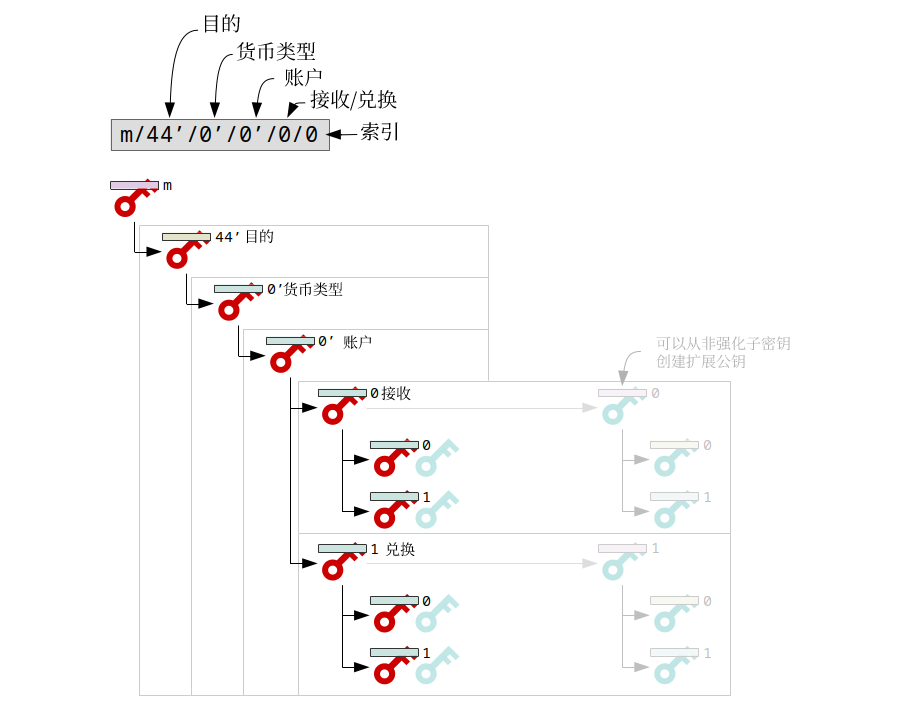 目的
货币类型
账户
接收/兑换
m/44’/0’/0’/0/0
索引
m
44’目的
0’货币类型
0’ 账户
可以从非强化子密钥
创建扩展公钥
0接收
0
0
0
1
1
1 兑换
1
0
0
1
1